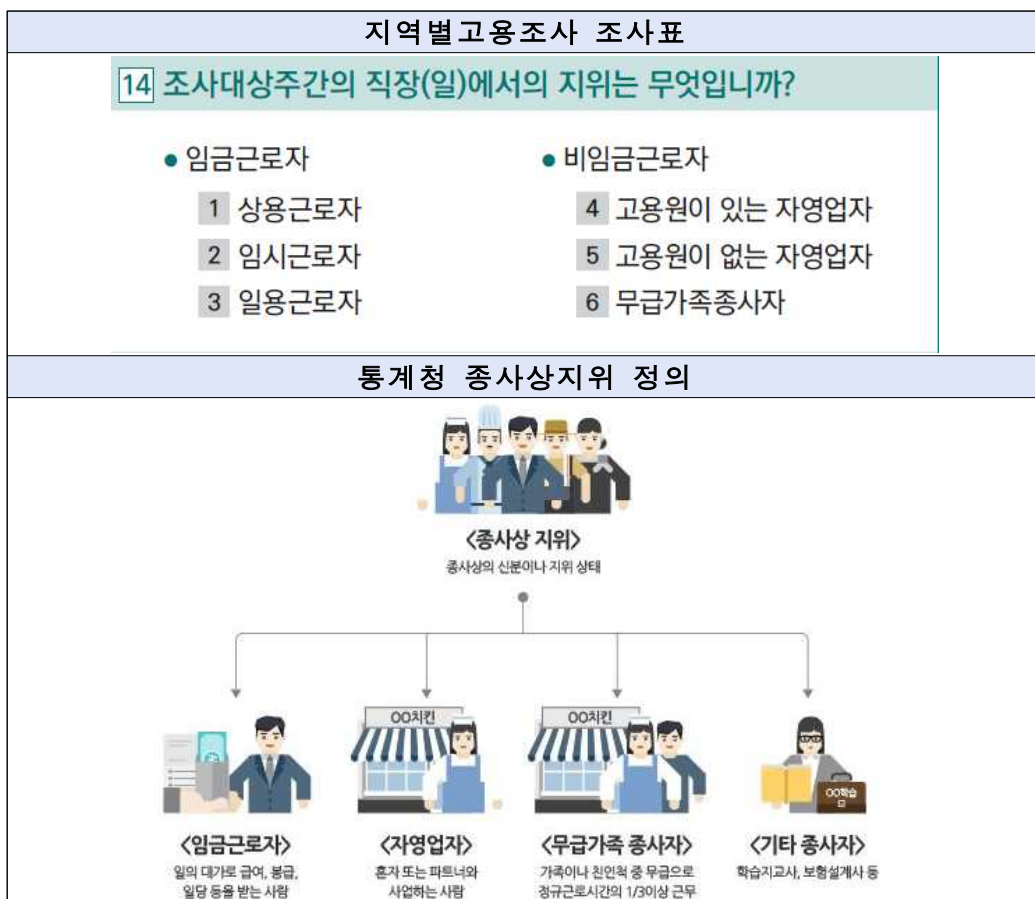 지역별고용조사 조사표
14 조사대상주간의 직장(일)에서의 지위는 무엇입니까?
• 임금근로자
1 상용근로자
2 임시근로자
3 일용근로자
• 비임금근로자
4 고용원이 있는 자영업자
5 고용원이 없는 자영업자
6 무급가족종사자
통계청 종사상지위 정의
<종사상 지위>
종사상의 신분이나 지위 상태
<임금근로자>
일의 대가로 급여, 봉급,
일당 등을 받는 사람
OO치킨
<자영업자>
혼자 또는 파트너와
사업하는 사람
OO치킨
<무급가족 종사자>
가족이나 친인척 중 무급으로
정규근로시간의 1/3이상 근무
OO학습
<기타 종사자>
학습지교사, 보험설계사 등